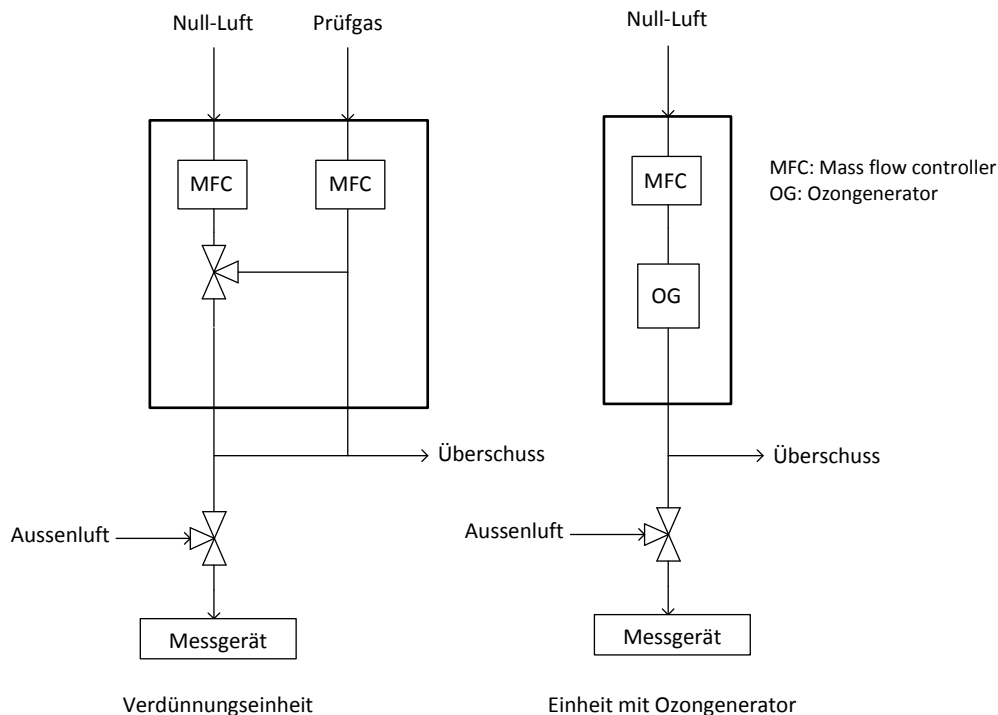 Null-Luft
Prüfgas
MFC
MFC
Überschuss
Aussenluft
Messgerät
Verdünnungseinheit
Null-Luft
MFC
OG
MFC: Mass flow controller
OG: Ozongenerator
Überschuss
Aussenluft
Messgerät
Einheit mit Ozongenerator